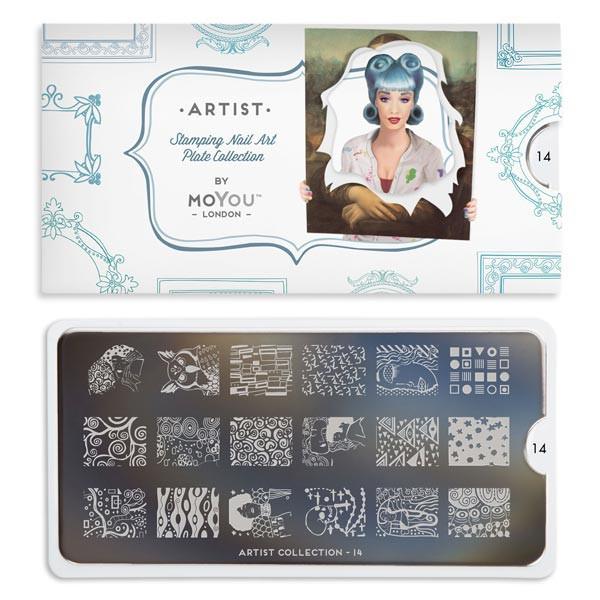 · ARTIST ·
Stamping Nail Art
Plate Collection
BY
MOYOU™
– LONDON –
14
14
ARTIST COLLECTION - 14